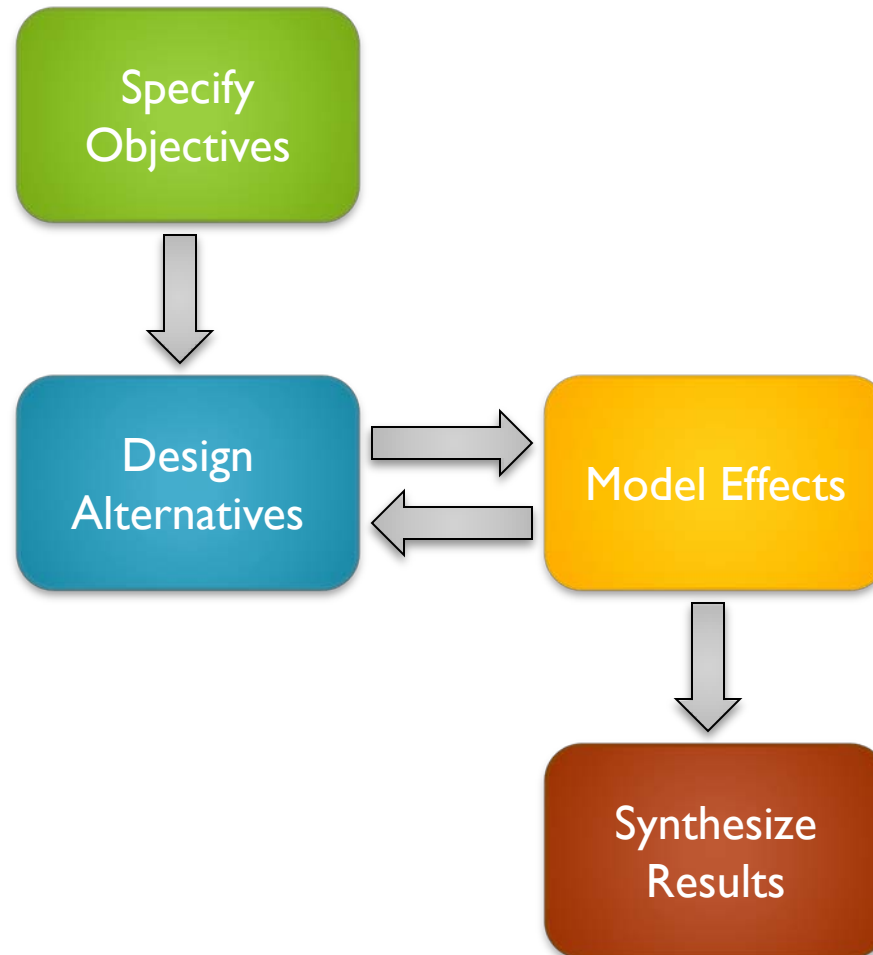 Specify
Objectives
Design
Alternatives
Model Effects
Synthesize
Results